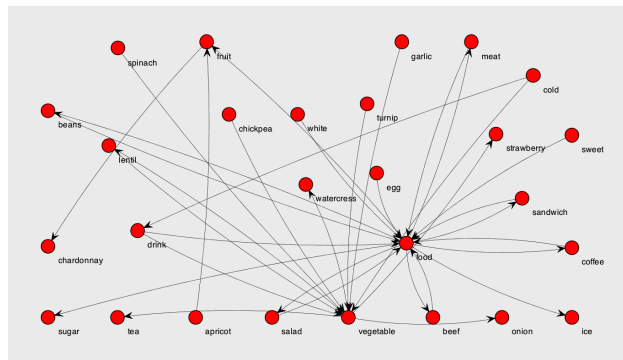 spinach
fruit
garlic
meat
cold
beans
chickpea
white
turnip
strawberry
sweet
lentil
watercress
egg
sandwich
chardonnay
drink
food
coffee
sugar
tea
apricot
salad
vegetable
beef
onion
ice